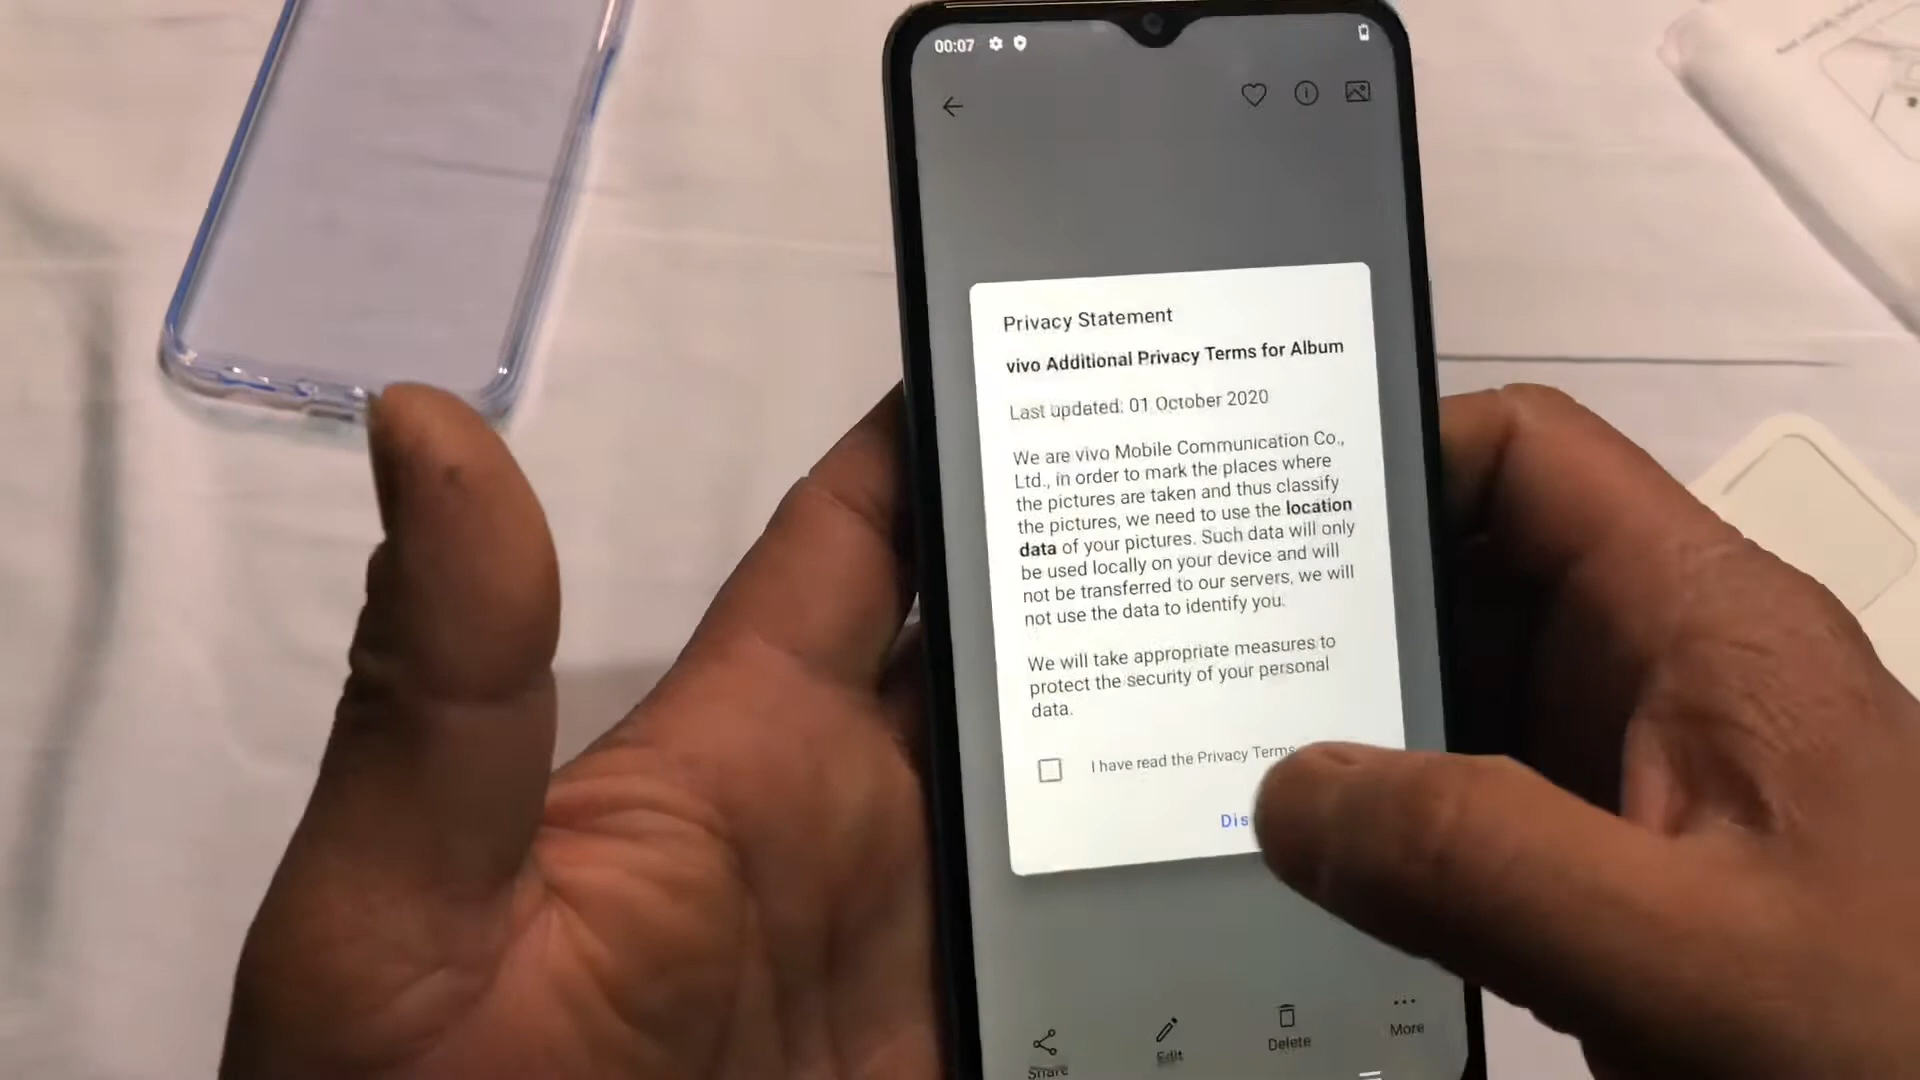 00:07
Privacy Statement
vivo Additional Privacy Terms for Album
Last updated: 01 October 2020
We are vivo Mobile Communication Co.,
Ltd., in order to mark the places where
the pictures are taken and thus classify
the pictures, we need to use the location
data of your pictures. Such data will only
be used locally on your device and will
not be transferred to our servers, we will
not use the data to identify you.
We will take appropriate measures to
protect the security of your personal
data.
I have read the Privacy Terms
Dis
Share
Edit
Delete
More